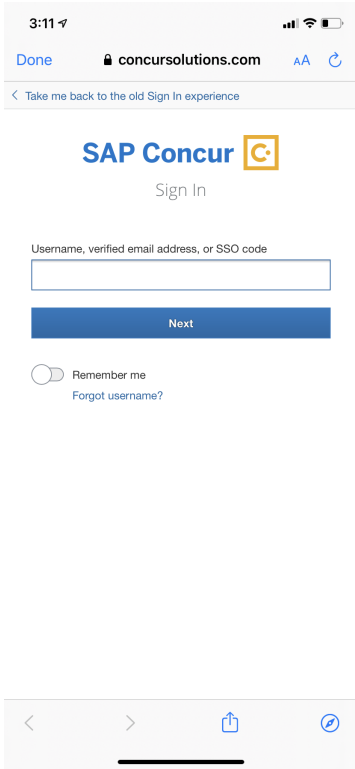 3:11
Done
concursolutions.com
AA
Take me back to the old Sign In experience
SAP Concur C
Sign In
Username, verified email address, or SSO code
Next
Remember me
Forgot username?